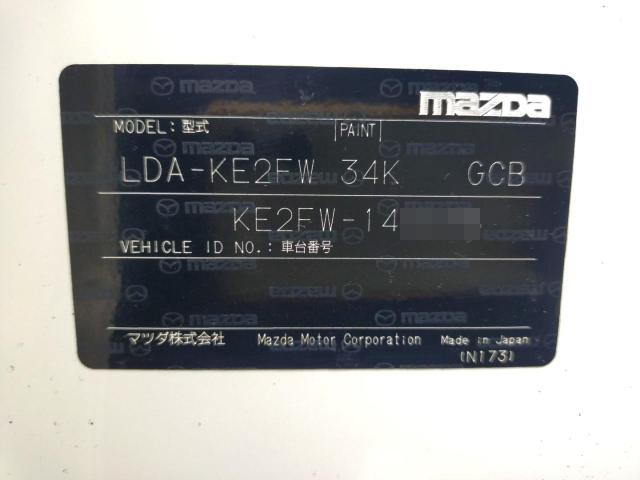 mazda
MODEL: 型式 PAINT
LDA-KE2FW 34K GCB
KE2FW-14
VEHICLE ID NO.: 車台番号
マツダ株式会社 Mazda Motor Corporation Made in Japan
(N173)